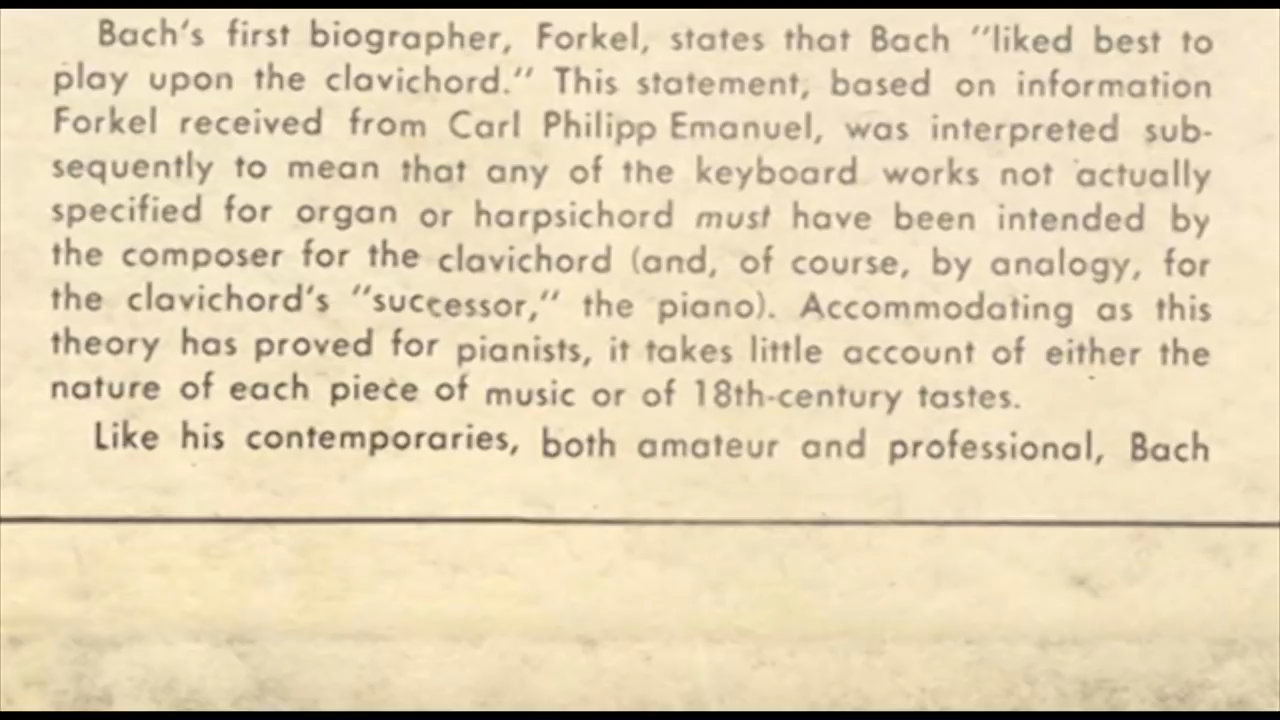 Bach's first biographer, Forkel, states that Bach "liked best to
play upon the clavichord." This statement, based on information
Forkel received from Carl Philipp Emanuel, was interpreted sub-
sequently to mean that any of the keyboard works not actually
specified for organ or harpsichord must have been intended by
the composer for the clavichord (and, of course, by analogy, for
the clavichord's "successor," the piano). Accommodating as this
theory has proved for pianists, it takes little account of either the
nature of each piece of music or of 18th-century tastes.
Like his contemporaries, both amateur and professional, Bach